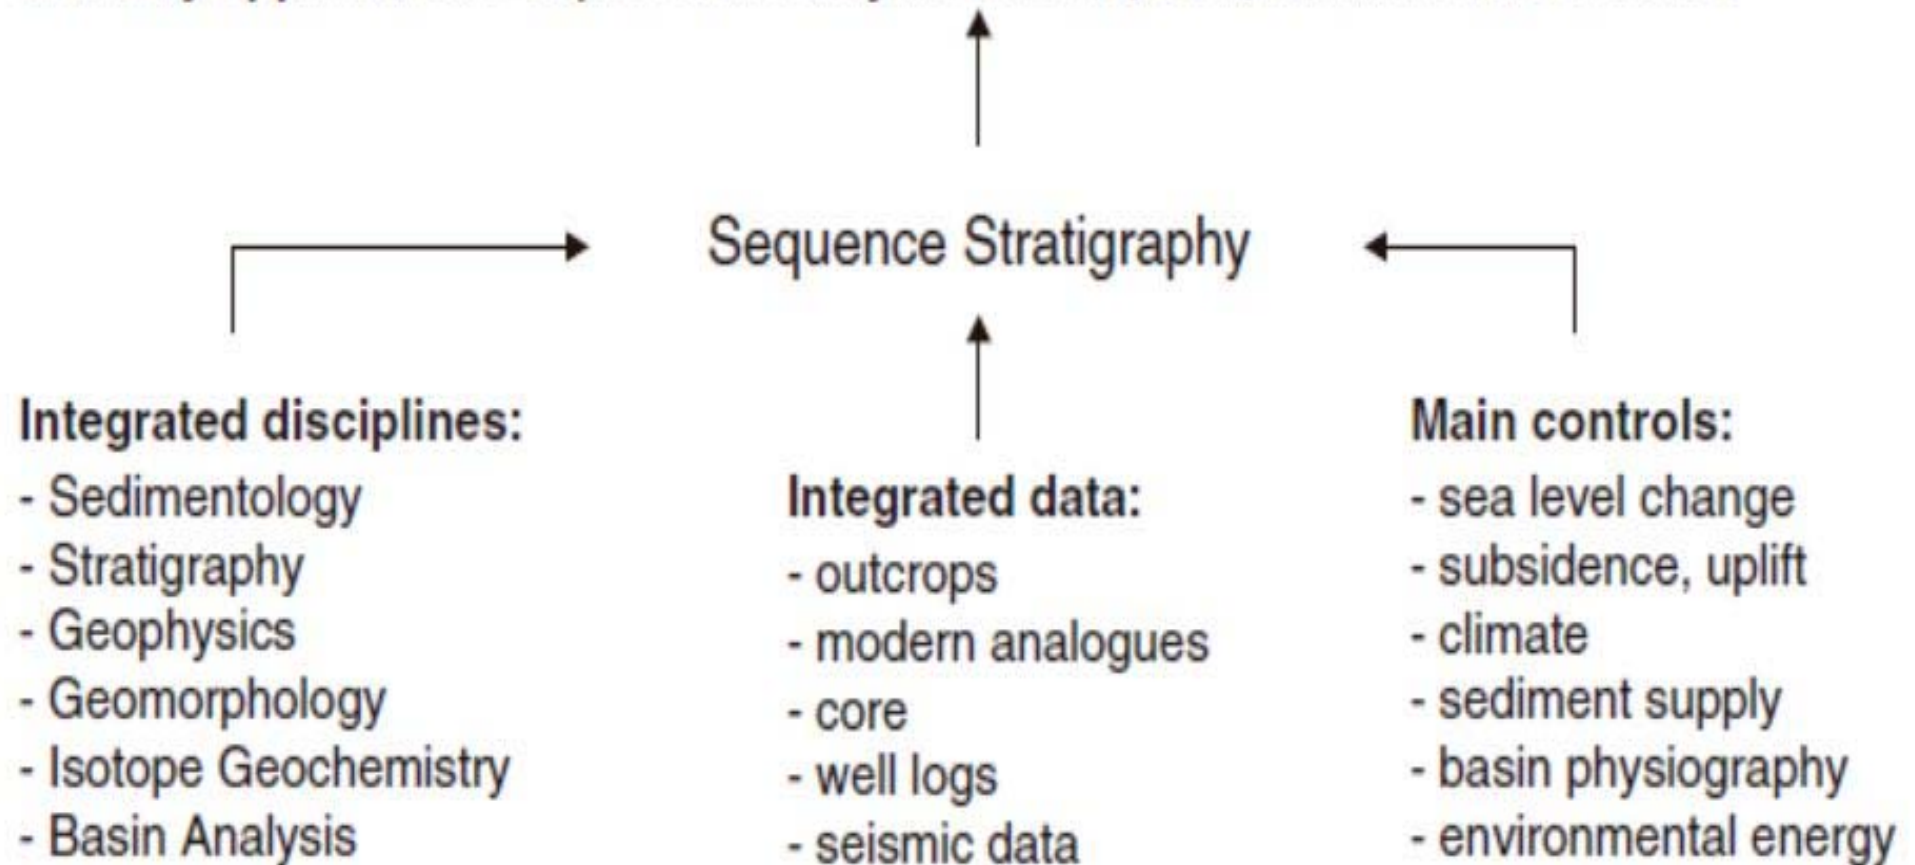 Sequence Stratigraphy
Integrated disciplines:
- Sedimentology
- Stratigraphy
- Geophysics
- Geomorphology
- Isotope Geochemistry
- Basin Analysis
Integrated data:
- outcrops
- modern analogues
- core
- well logs
- seismic data
Main controls:
- sea level change
- subsidence, uplift
- climate
- sediment supply
- basin physiography
- environmental energy